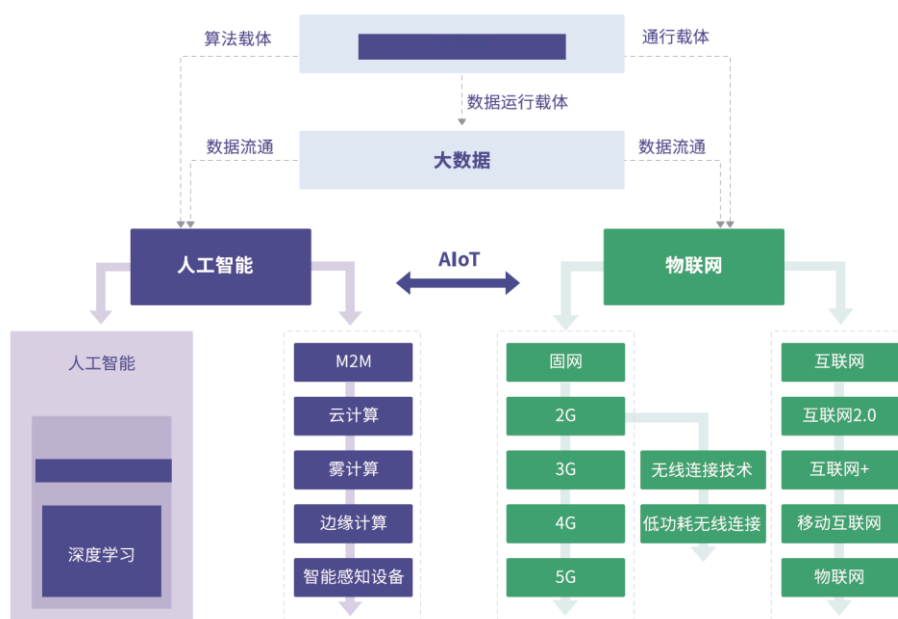 算法载体
通行载体
数据运行载体
数据流通
大数据
数据流通
人工智能
AIoT
物联网
人工智能
深度学习
M2M
云计算
雾计算
边缘计算
智能感知设备
固网
2G
3G
4G
5G
无线连接技术
低功耗无线连接
互联网
互联网2.0
互联网+
移动互联网
物联网